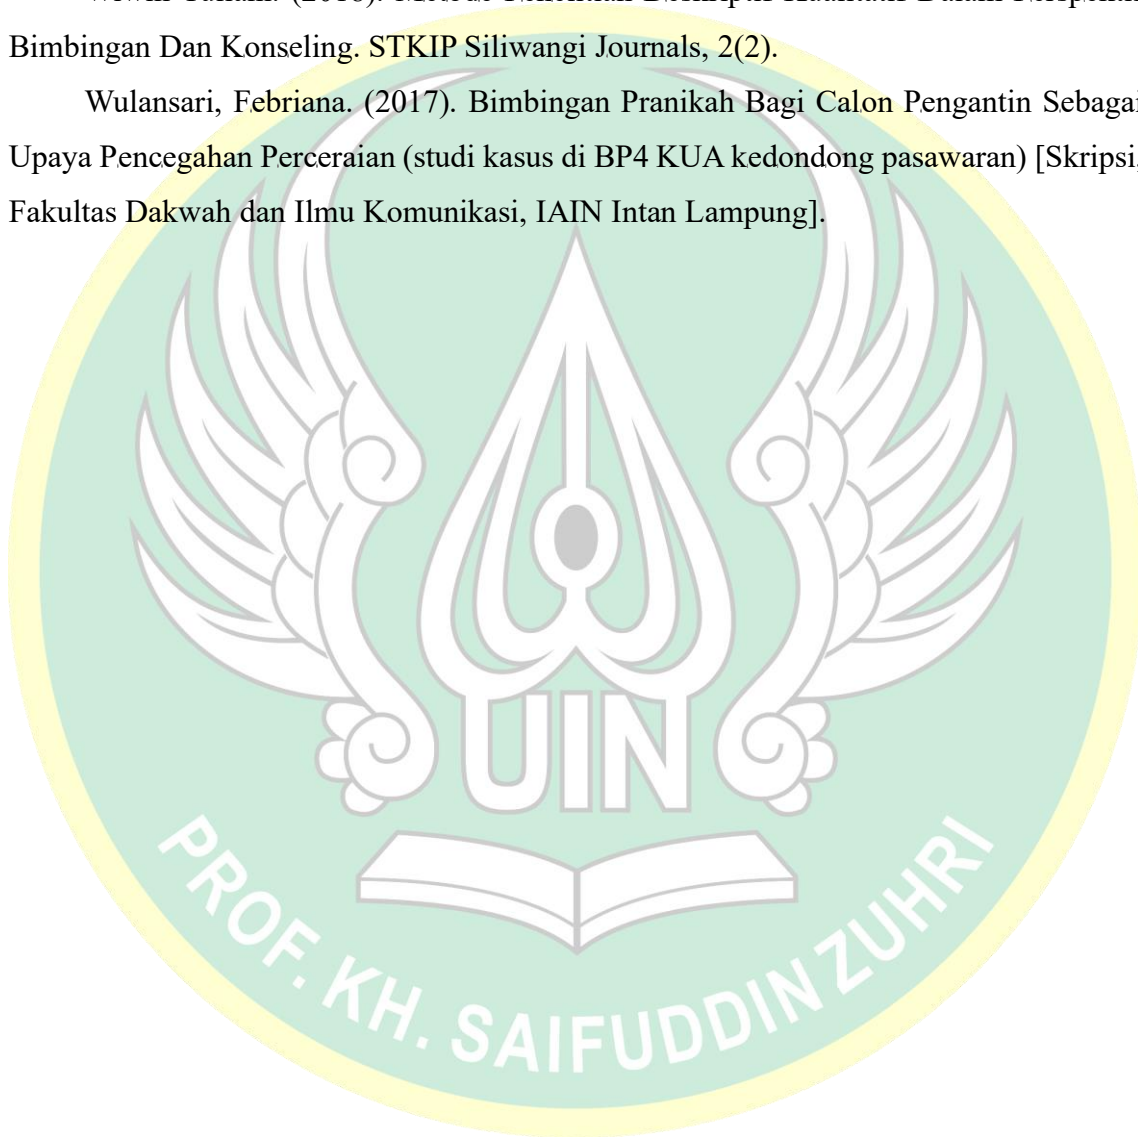 Bimbingan Dan Konseling. STKIP Siliwangi Journals, 2(2).
Wulansari, Febriana. (2017). Bimbingan Pranikah Bagi Calon Pengantin Sebagai
Upaya Pencegahan Perceraian (studi kasus di BP4 KUA kedondong pasawaran) [Skripsi,
Fakultas Dakwah dan Ilmu Komunikasi, IAIN Intan Lampung].
UIN
PROF. KH. SAIFUDDIN ZUHRI